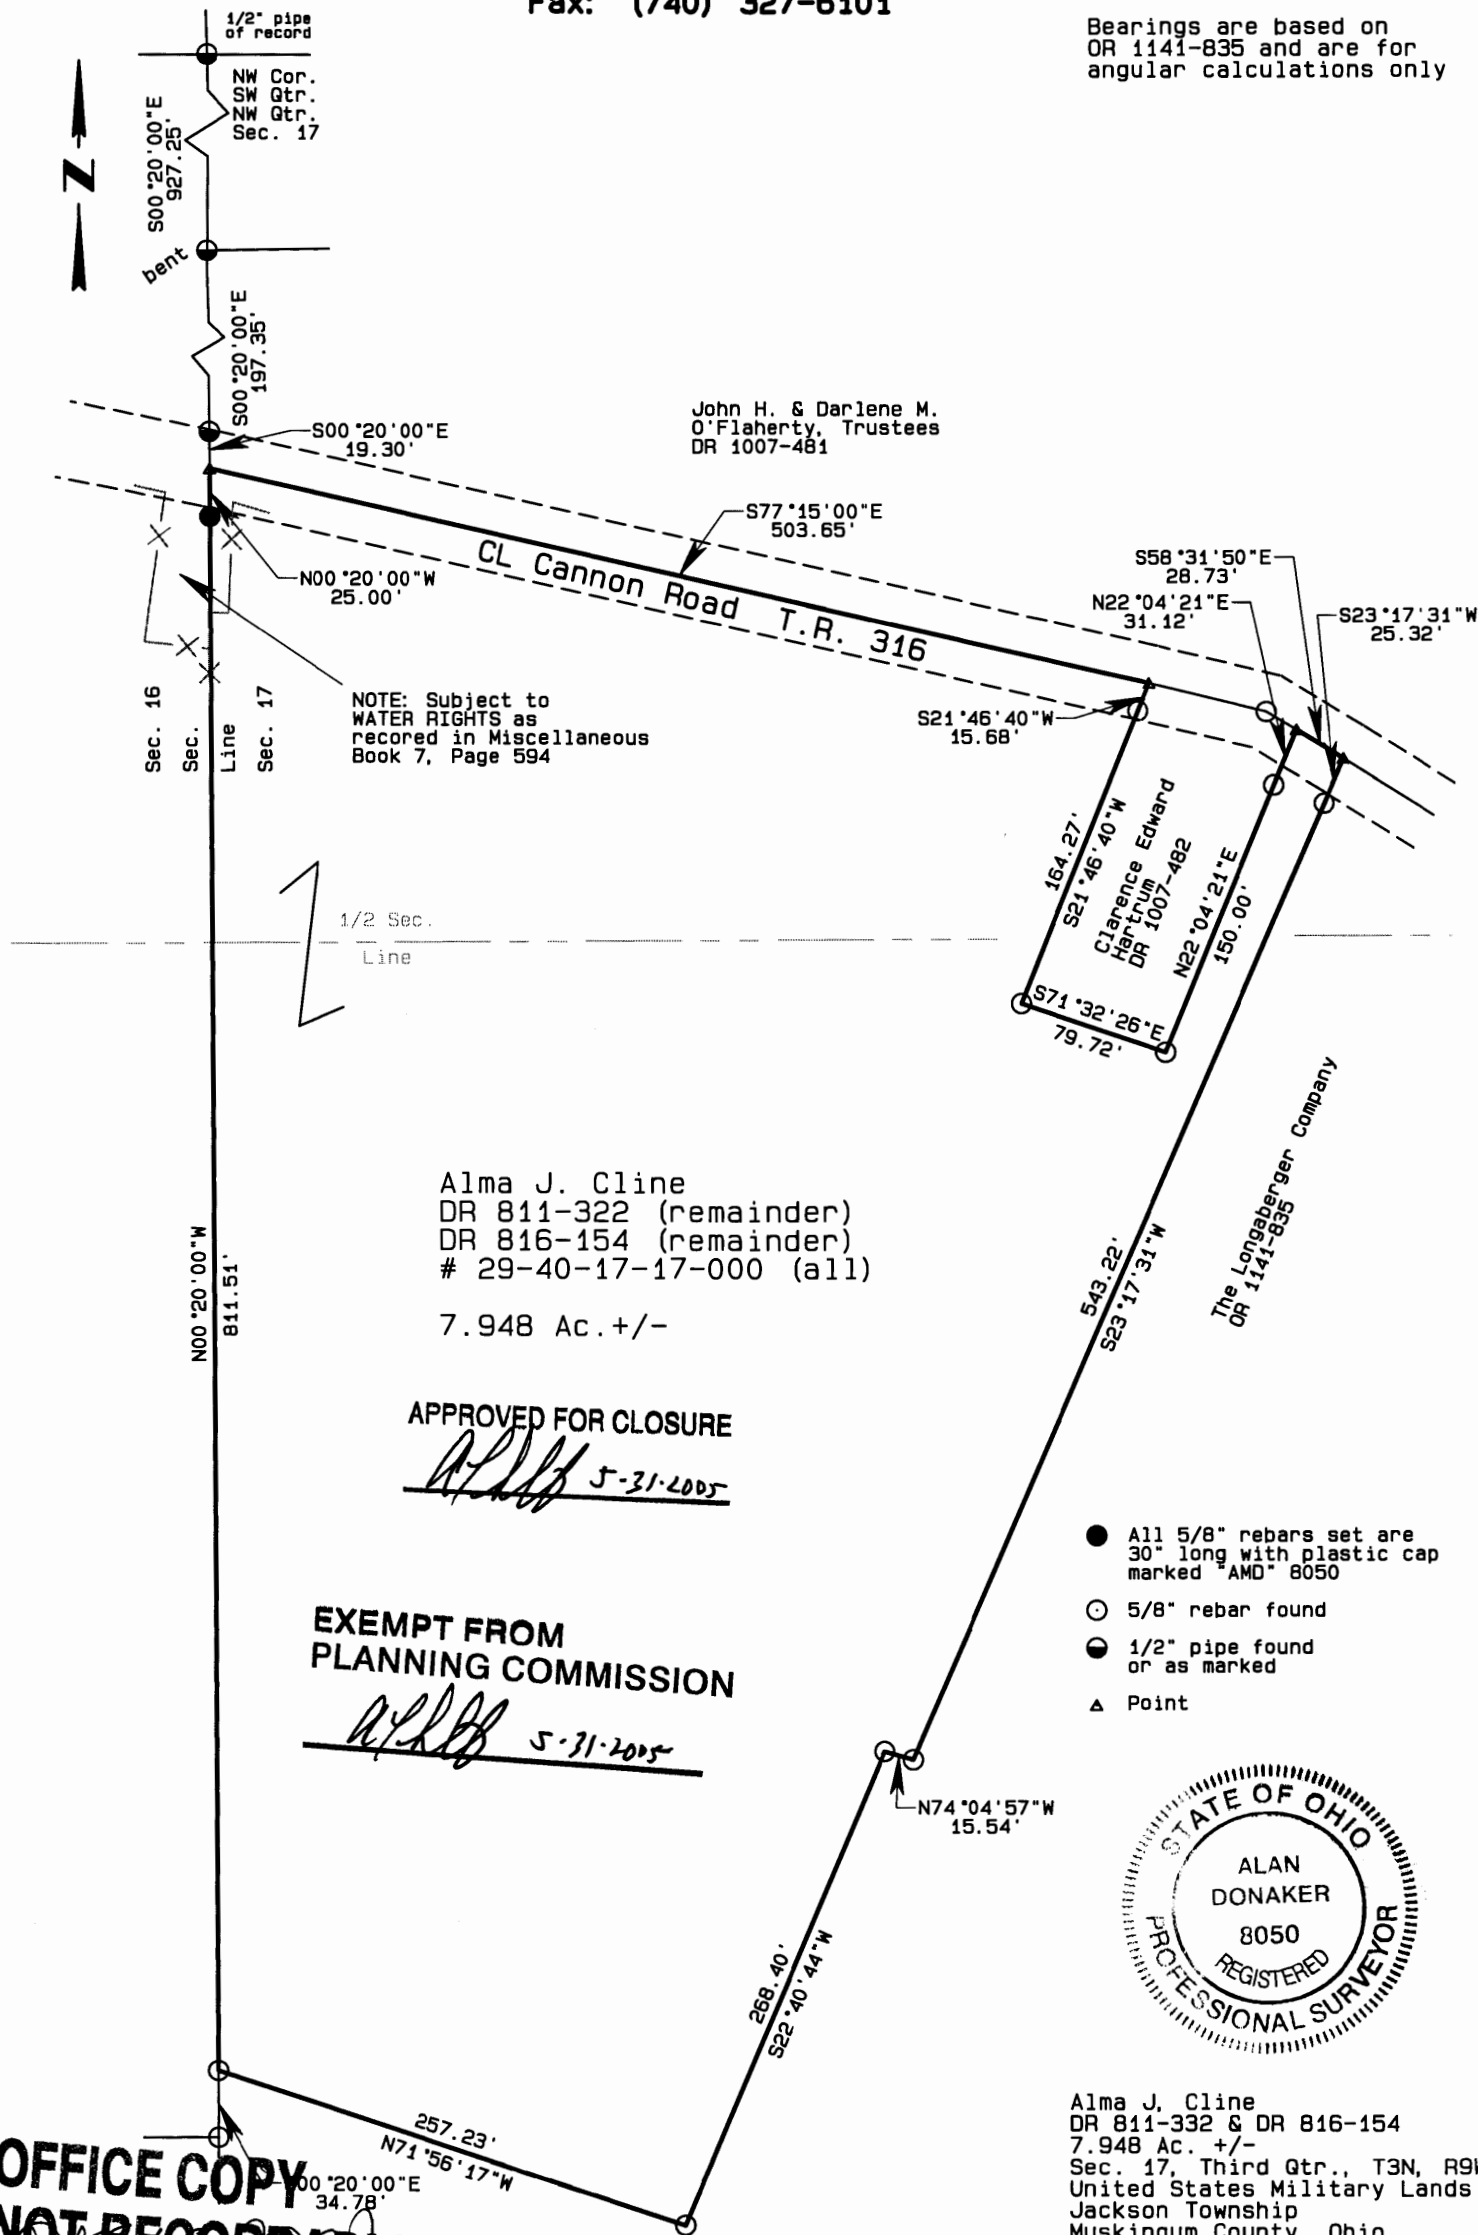 Fax: (740) 327-6101
1/2" pipe
of record
Bearings are based on
OR 1141-835 and are for
angular calculations only
NW Cor.
SW Qtr.
NW Qtr.
Sec. 17
N
S00°20'00"E
927.25'
bent
S00°20'00"E
197.35'
S00°20'00"E
19.30'
John H. & Darlene M.
O'Flaherty, Trustees
DR 1007-481
S77°15'00"E
503.65'
CL Cannon Road T.R. 316
N00°20'00"W
25.00'
S58°31'50"E
28.73'
N22°04'21"E
31.12'
S23°17'31"W
25.32'
S21°46'40"W
15.68'
Sec. 16
Sec.
Line
Sec. 17
NOTE: Subject to
WATER RIGHTS as
recored in Miscellaneous
Book 7, Page 594
164.27'
S21°46'40"W
Clarence Edward
Hartrum
DR 1007-482
N22°04'21"E
150.00'
1/2 Sec.
Line
S71°32'26"E
79.72'
The Longaberger Company
OR 1141-835
543.22'
S23°17'31"W
Alma J. Cline
DR 811-322 (remainder)
DR 816-154 (remainder)
# 29-40-17-17-000 (all)
7.948 Ac.+/-
N00°20'00"W
811.51'
APPROVED FOR CLOSURE
5-31-2005
EXEMPT FROM
PLANNING COMMISSION
5-31-2005
All 5/8" rebars set are
30" long with plastic cap
marked "AMD" 8050
5/8" rebar found
1/2" pipe found
or as marked
Point
N74°04'57"W
15.54'
STATE OF OHIO
ALAN
DONAKER
8050
REGISTERED
PROFESSIONAL SURVEYOR
268.40'
S22°40'44"W
257.23'
N71°56'17"W
00°20'00"E
34.78'
OFFICE COPY
NOT RECORD
Alma J. Cline
DR 811-332 & DR 816-154
7.948 Ac. +/-
Sec. 17, Third Qtr., T3N, R9
United States Military Lands
Jackson Township
Muskingum County, Ohio